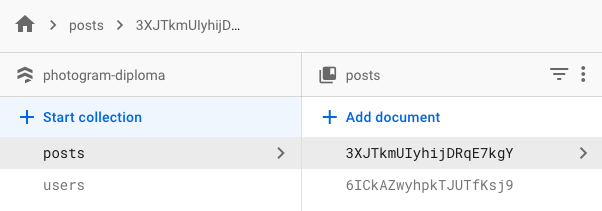 posts 3XJTkmUIyhijD…
photogram-diploma
posts
Start collection
Add document
posts
3XJTkmUIyhijDRqE7kgY
users
6ICkAZwyhpkTJUTfKsj9